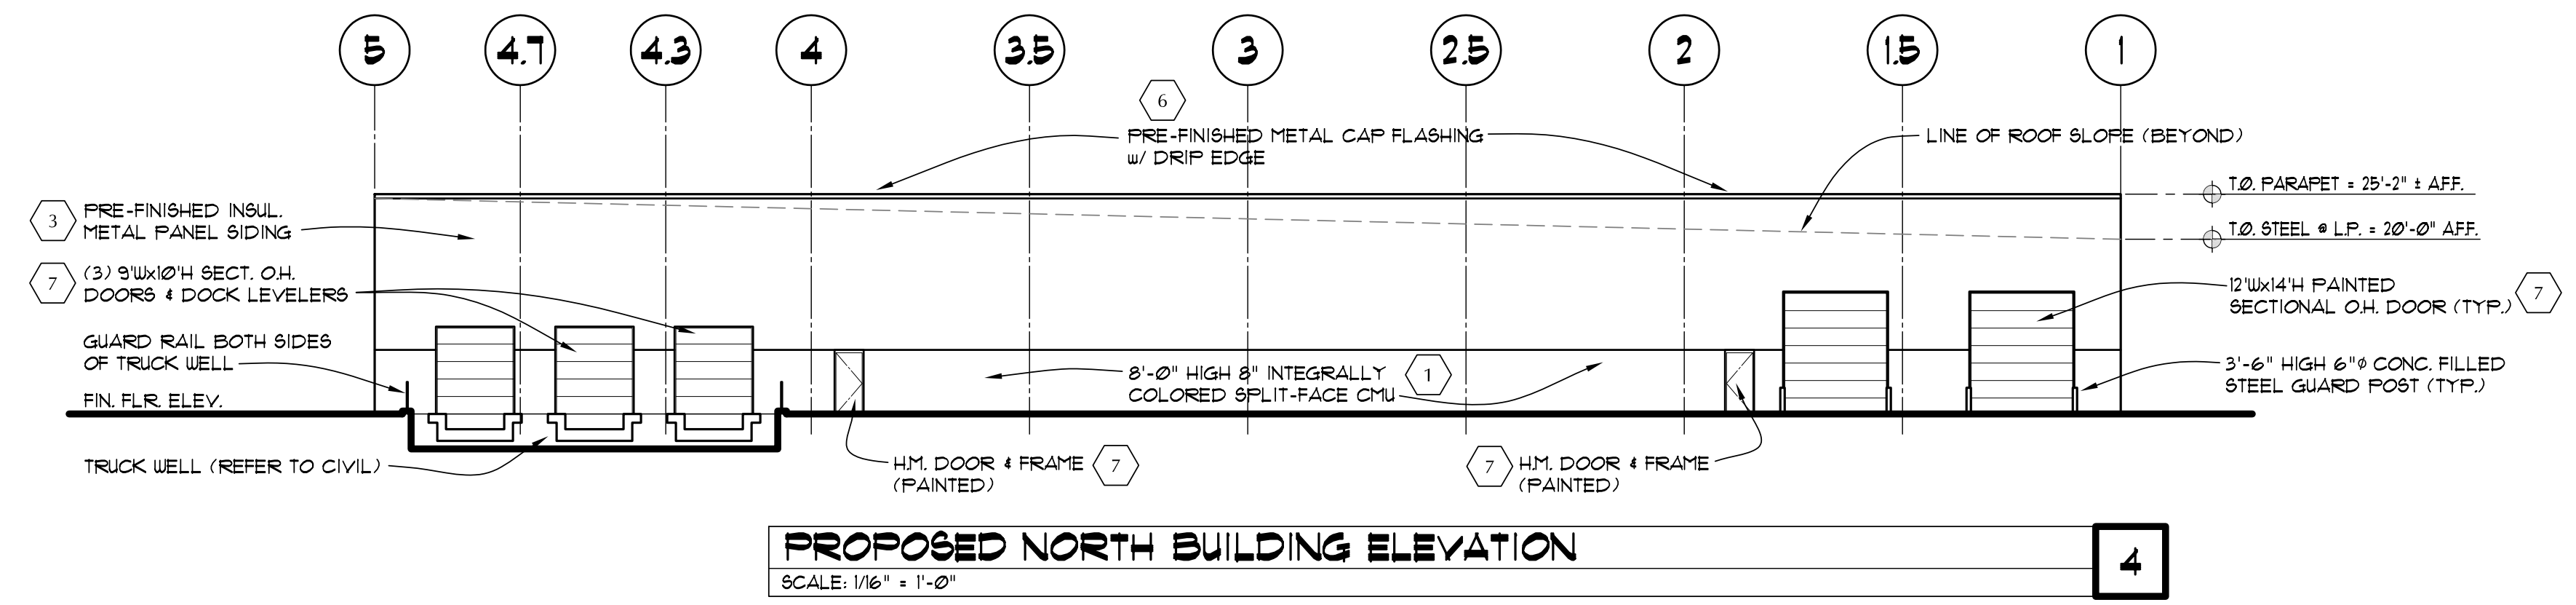 5 4.7 4.3 4 3.5 3 2.5 2 1.5 1
6
PRE-FINISHED METAL CAP FLASHING
w/ DRIP EDGE
LINE OF ROOF SLOPE (BEYOND)
T.O. PARAPET = 25'-2" ± A.F.F.
T.O. STEEL @ L.P. = 20'-0" A.F.F.
3
PRE-FINISHED INSUL.
METAL PANEL SIDING
7
(3) 9'Wx10'H SECT. O.H.
DOORS & DOCK LEVELERS
GUARD RAIL BOTH SIDES
OF TRUCK WELL
FIN. FLR. ELEV.
TRUCK WELL (REFER TO CIVIL)
8'-0" HIGH 8" INTEGRALLY
COLORED SPLIT-FACE CMU
1
12'Wx14'H PAINTED
SECTIONAL O.H. DOOR (TYP.)
7
3'-6" HIGH 6"φ CONC. FILLED
STEEL GUARD POST (TYP.)
H.M. DOOR & FRAME
(PAINTED)
7
7
H.M. DOOR & FRAME
(PAINTED)
PROPOSED NORTH BUILDING ELEVATION
SCALE: 1/16" = 1'-0"
4